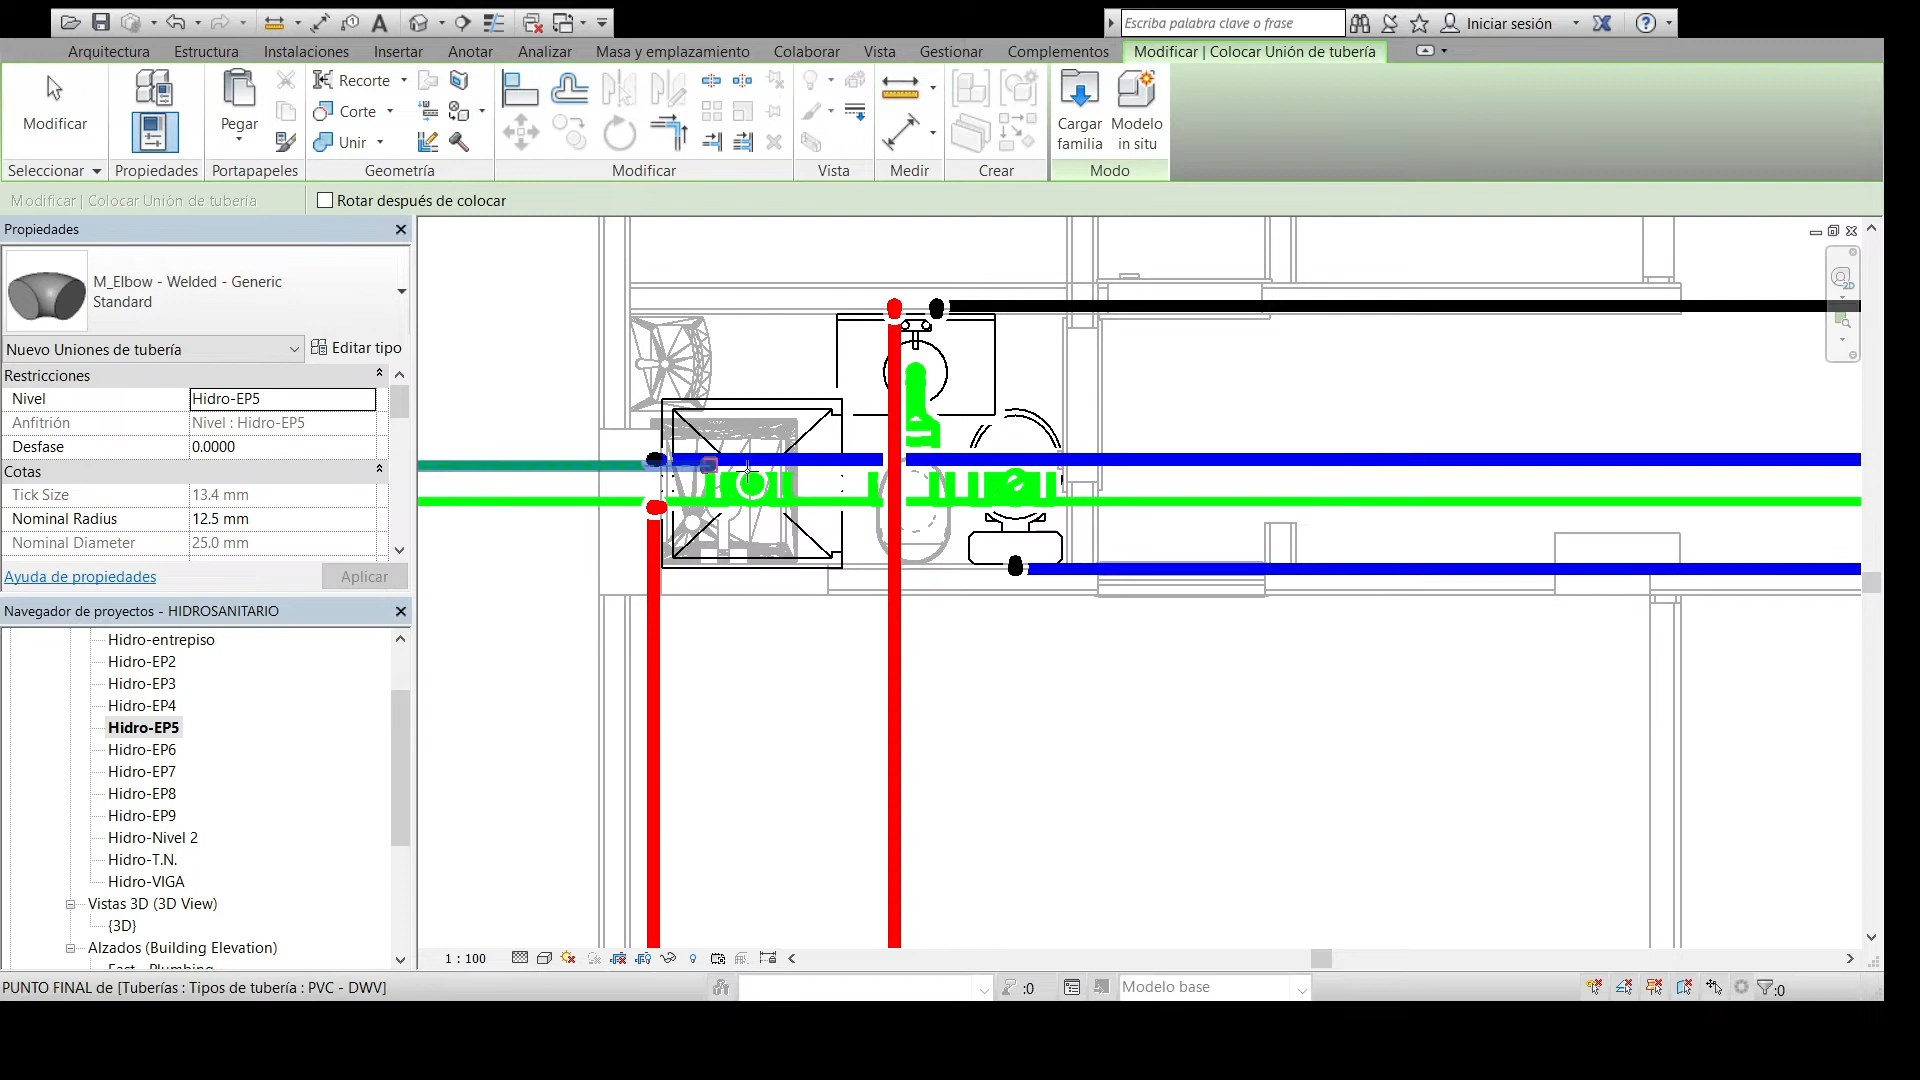 Escriba palabra clave o frase
Iniciar sesión
Arquitectura Estructura Instalaciones Insertar Anotar Analizar Masa y emplazamiento Colaborar Vista Gestionar Complementos Modificar | Colocar Unión de tubería
Modificar
Pegar
Recorte
Corte
Unir
Cargar familia
Modelo in situ
Seleccionar Propiedades Portapapeles Geometría Modificar Vista Medir Crear Modo
Modificar | Colocar Unión de tubería
Rotar después de colocar
Propiedades
M_Elbow - Welded - Generic
Standard
Nuevo Uniones de tubería
Editar tipo
Restricciones
Nivel Hidro-EP5
Anfitrión Nivel : Hidro-EP5
Desfase 0.0000
Cotas
Tick Size 13.4 mm
Nominal Radius 12.5 mm
Nominal Diameter 25.0 mm
Ayuda de propiedades
Aplicar
Navegador de proyectos - HIDROSANITARIO
Hidro-entrepiso
Hidro-EP2
Hidro-EP3
Hidro-EP4
Hidro-EP5
Hidro-EP6
Hidro-EP7
Hidro-EP8
Hidro-EP9
Hidro-Nivel 2
Hidro-T.N.
Hidro-VIGA
Vistas 3D (3D View)
{3D}
Alzados (Building Elevation)
East - Plumbing
1 : 100
PUNTO FINAL de [Tuberías : Tipos de tubería : PVC - DWV]
:0
Modelo base
:0